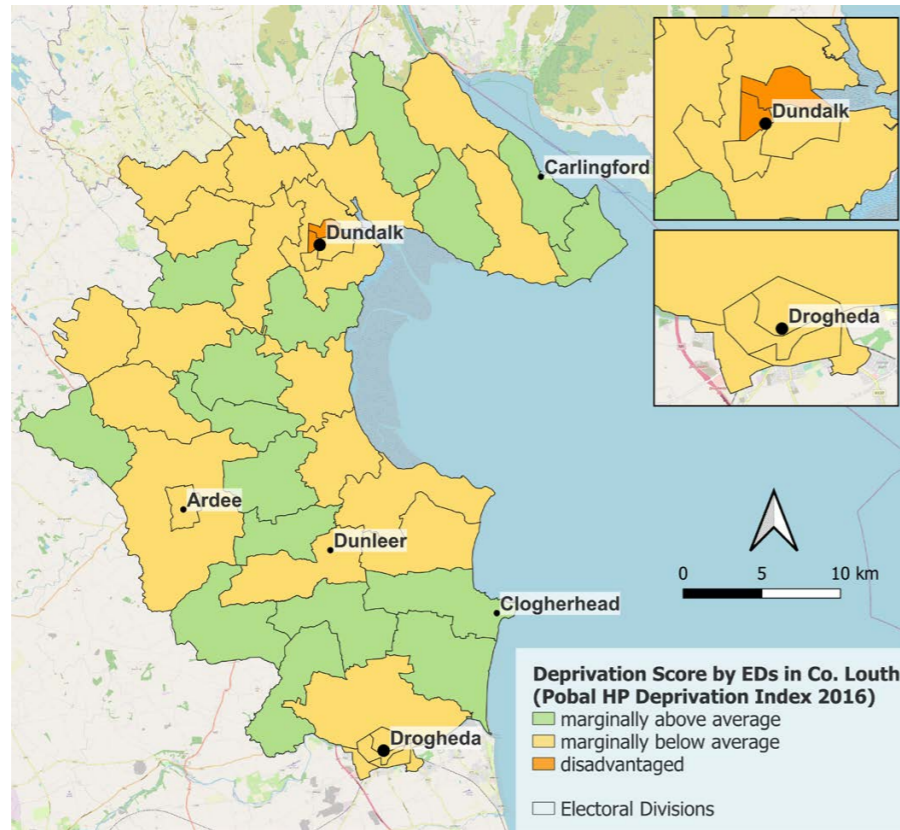 Dundalk
Carlingford
Dundalk
Drogheda
Ardee
Dunleer
0 5 10 km
Clogherhead
Deprivation Score by EDs in Co. Louth
(Pobal HP Deprivation Index 2016)
marginally above average
marginally below average
disadvantaged
Electoral Divisions
Drogheda